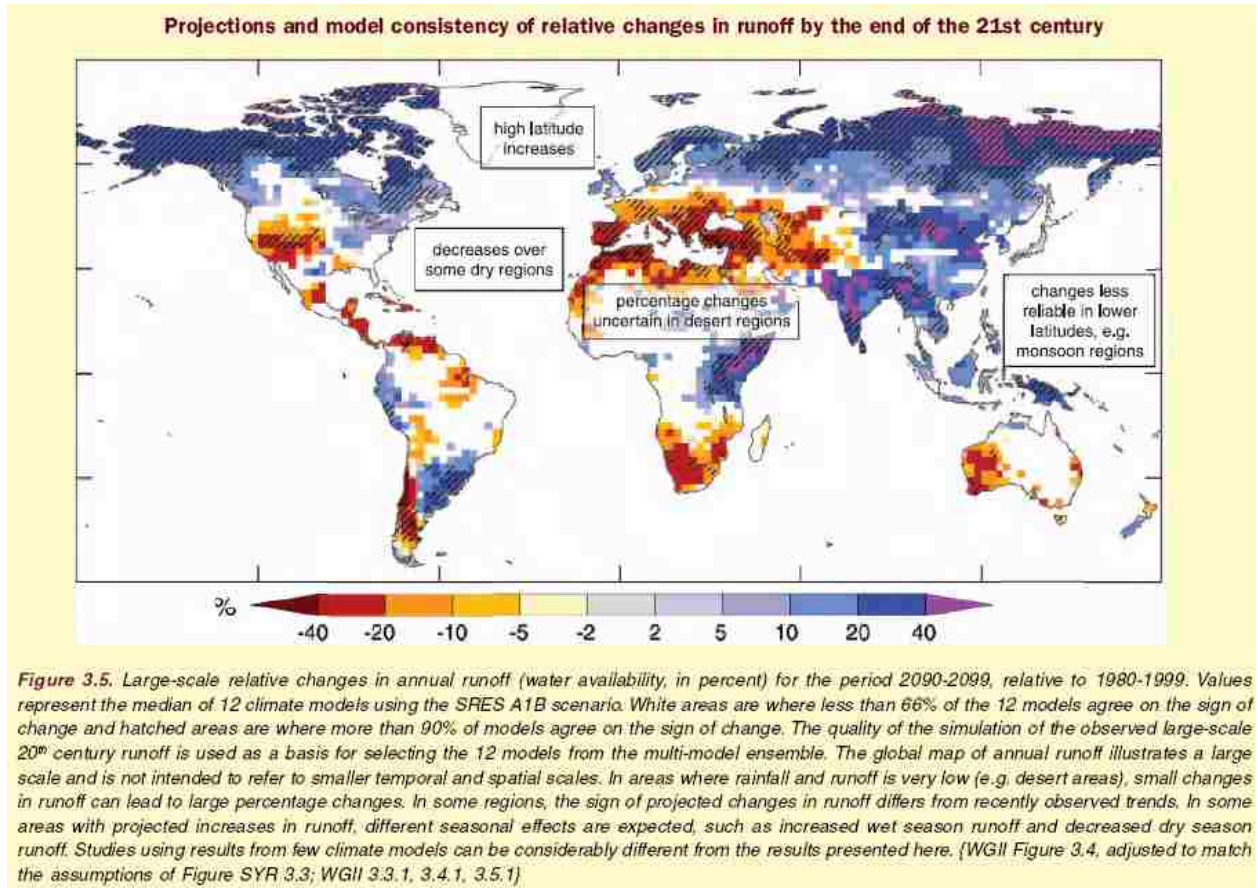 Projections and model consistency of relative changes in runoff by the end of the 21st century
high latitude
increases
decreases over
some dry regions
percentage changes
uncertain in desert regions
changes less
reliable in lower
latitudes, e.g.
monsoon regions
%
-40 -20 -10 -5 -2 2 5 10 20 40
Figure 3.5. Large-scale relative changes in annual runoff (water availability, in percent) for the period 2090-2099, relative to 1980-1999. Values
represent the median of 12 climate models using the SRES A1B scenario. White areas are where less than 66% of the 12 models agree on the sign of
change and hatched areas are where more than 90% of models agree on the sign of change. The quality of the simulation of the observed large-scale
20th century runoff is used as a basis for selecting the 12 models from the multi-model ensemble. The global map of annual runoff illustrates a large
scale and is not intended to refer to smaller temporal and spatial scales. In areas where rainfall and runoff is very low (e.g. desert areas), small changes
in runoff can lead to large percentage changes. In some regions, the sign of projected changes in runoff differs from recently observed trends. In some
areas with projected increases in runoff, different seasonal effects are expected, such as increased wet season runoff and decreased dry season
runoff. Studies using results from few climate models can be considerably different from the results presented here. {WGII Figure 3.4, adjusted to match
the assumptions of Figure SYR 3.3; WGII 3.3.1, 3.4.1, 3.5.1}